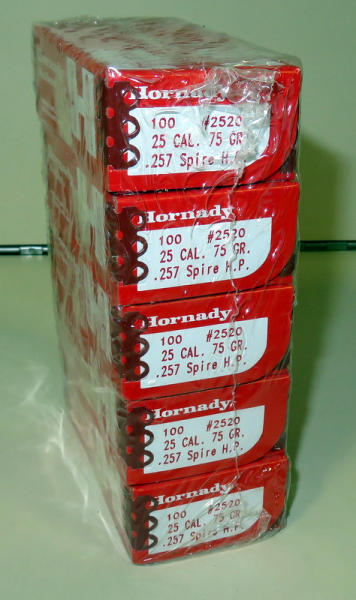 Hornady
100 #2520
25 CAL. 75 GR.
.257 Spire H.P.
Hornady
100 #2520
25 CAL. 75 GR.
.257 Spire H.P.
Hornady
100 #2520
25 CAL. 75 GR.
.257 Spire H.P.
Hornady
100 #2520
25 CAL. 75 GR.
.257 Spire H.P.
Hornady
100 #2520
25 CAL. 75 GR.
.257 Spire H.P.